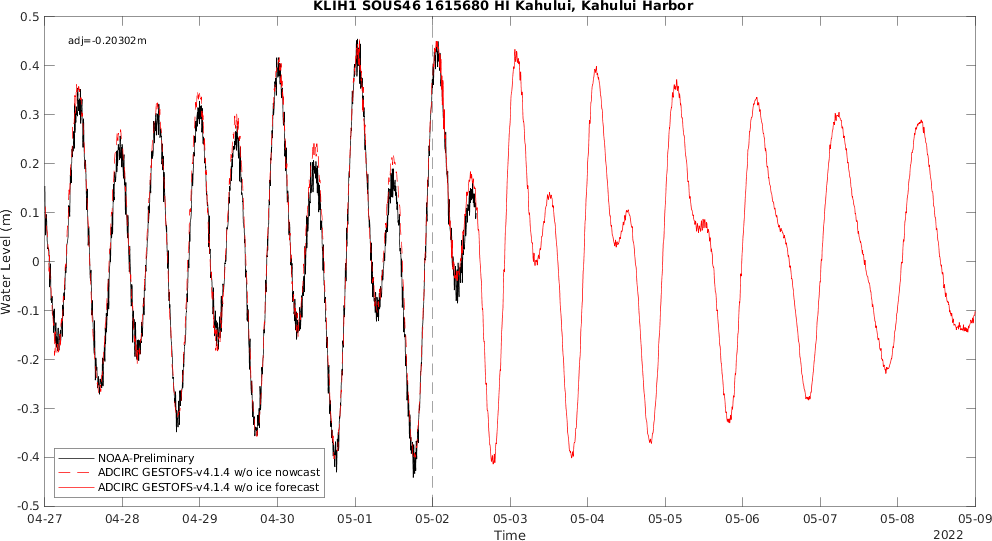 KLIH1 SOUS46 1615680 HI Kahului, Kahului Harbor
adj=-0.20302m
0.5
0.4
0.3
0.2
0.1
0
-0.1
-0.2
-0.3
-0.4
-0.5
Water Level (m)
NOAA-Preliminary
ADCIRC GESTOFS-v4.1.4 w/o ice nowcast
ADCIRC GESTOFS-v4.1.4 w/o ice forecast
04-27 04-28 04-29 04-30 05-01 05-02 05-03 05-04 05-05 05-06 05-07 05-08 05-09
Time
2022